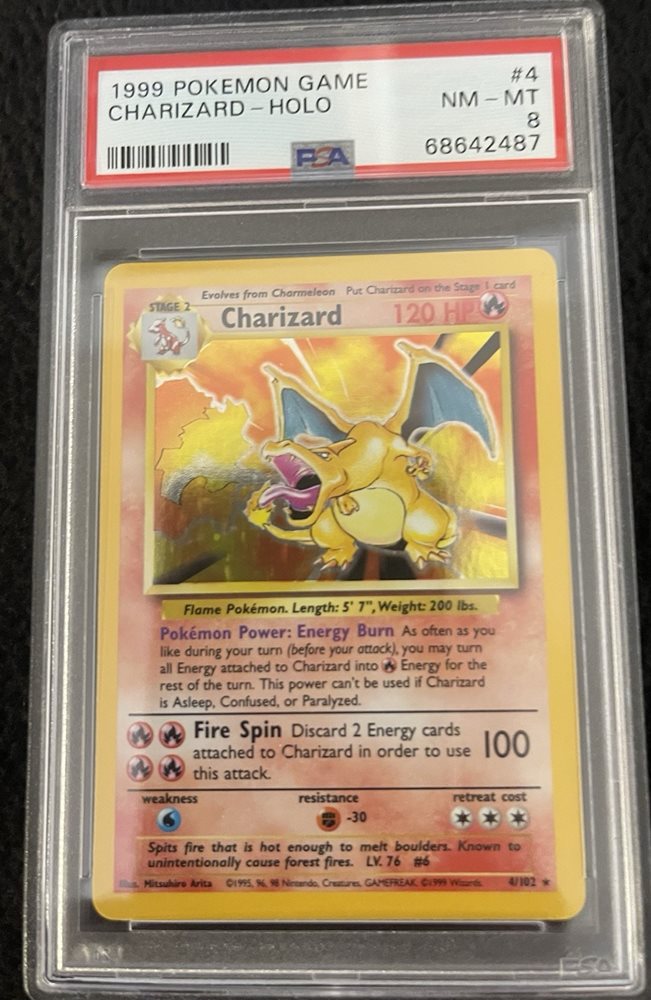 1999 POKEMON GAME #4
CHARIZARD - HOLO NM - MT
8
PSA 68642487
Evolves from Charmeleon Put Charizard on the Stage 1 card
STAGE 2
Charizard 120 HP
Flame Pokémon. Length: 5' 7", Weight: 200 lbs.
Pokémon Power: Energy Burn As often as you
like during your turn (before your attack), you may turn
all Energy attached to Charizard into Energy for the
rest of the turn. This power can't be used if Charizard
is Asleep, Confused, or Paralyzed.
Fire Spin Discard 2 Energy cards
attached to Charizard in order to use 100
this attack.
weakness resistance retreat cost
-30
Spits fire that is hot enough to melt boulders. Known to
unintentionally cause forest fires. LV. 76 #6
Illus. Mitsuhiro Arita ©1995, 96, 98 Nintendo, Creatures, GAMEFREAK. ©1999 Wizards. 4/102 ★
PSA